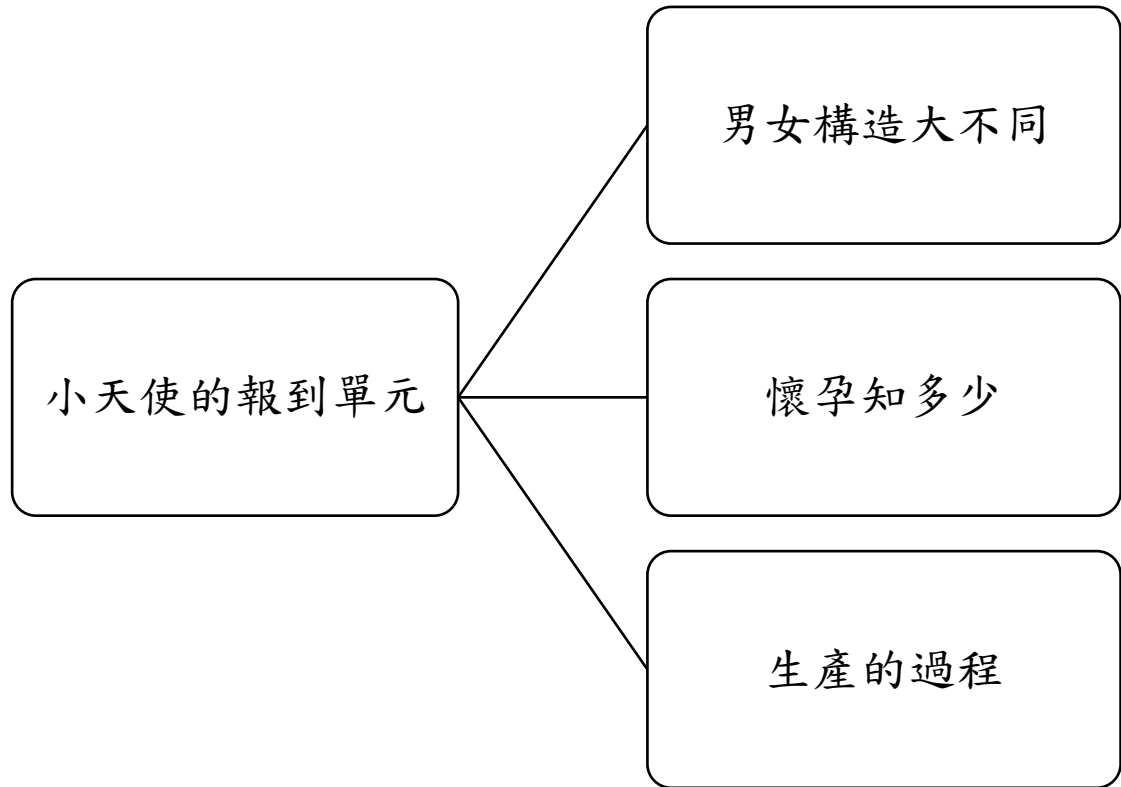 小天使的報到單元
男女構造大不同
懷孕知多少
生產的過程